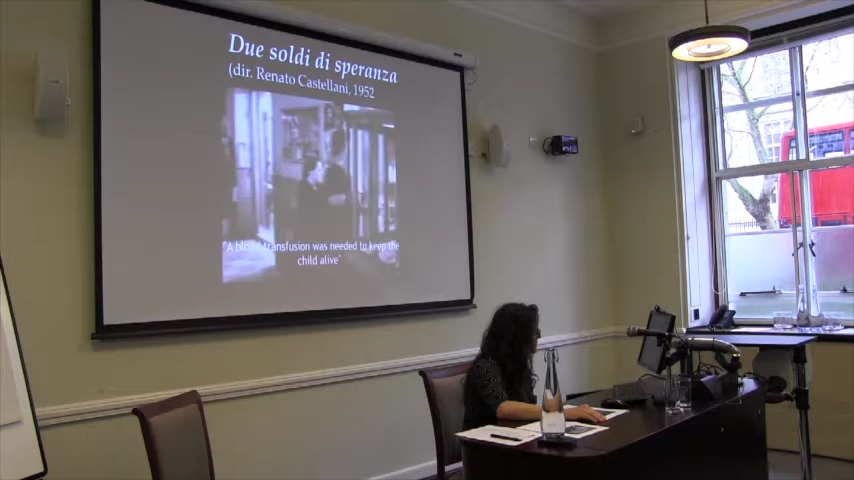 Due soldi di speranza
(dir. Renato Castellani, 1952
"A blood transfusion was needed to keep the
child alive"